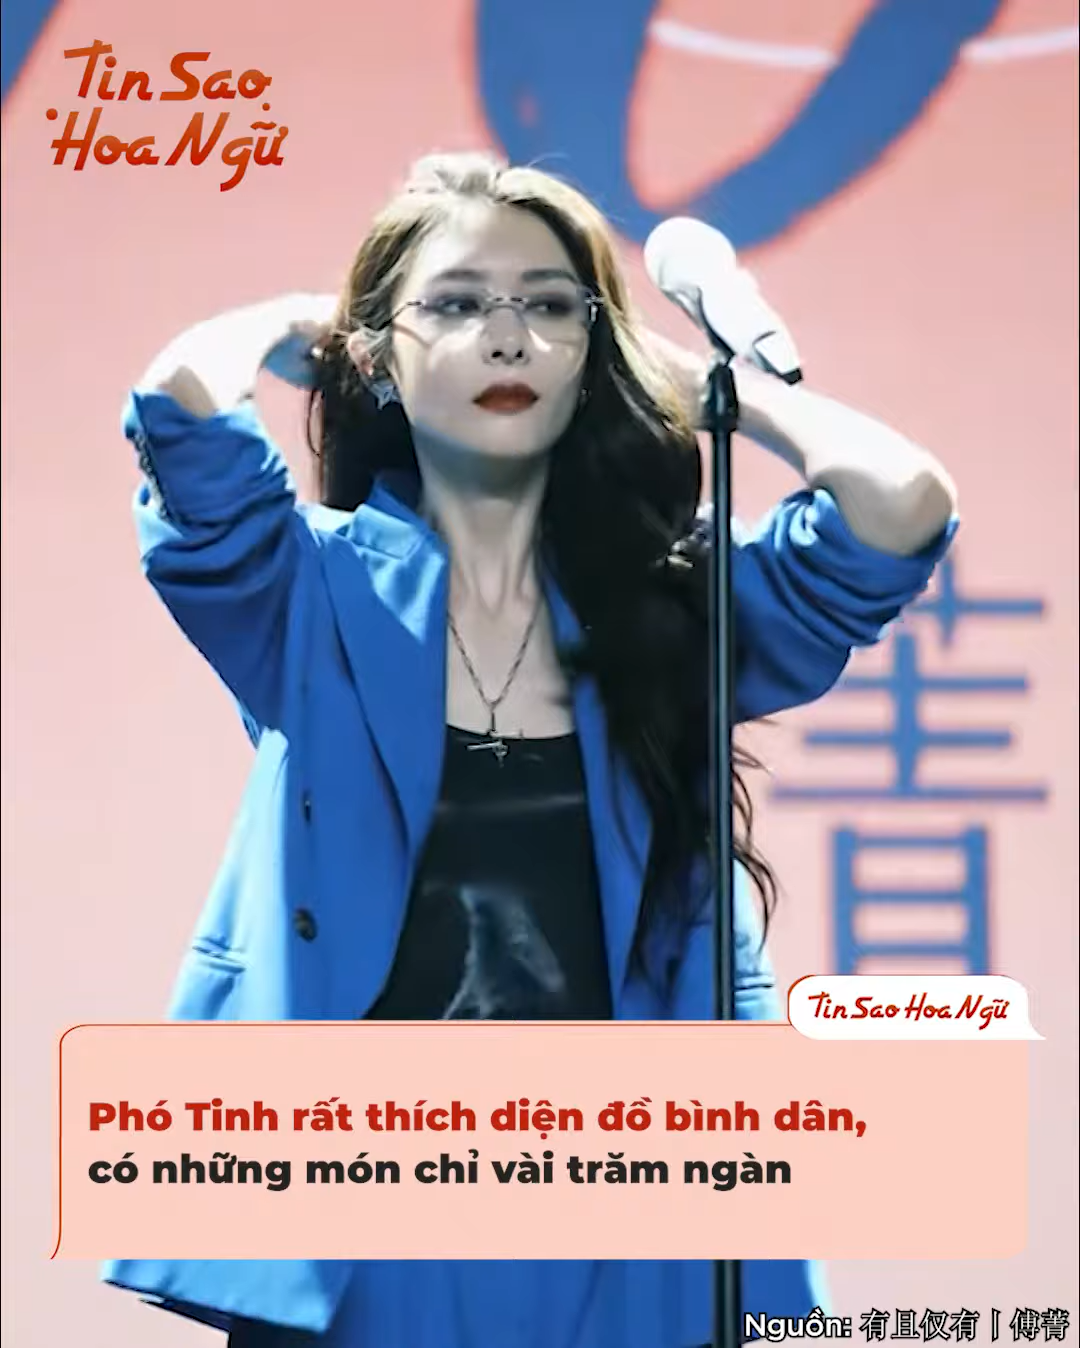 Tin Sao
Hoa Ngữ
菁
Tin Sao Hoa Ngữ
Phó Tinh rất thích diện đồ bình dân,
có những món chỉ vài trăm ngàn
Nguồn: 有且仅有丨傅菁